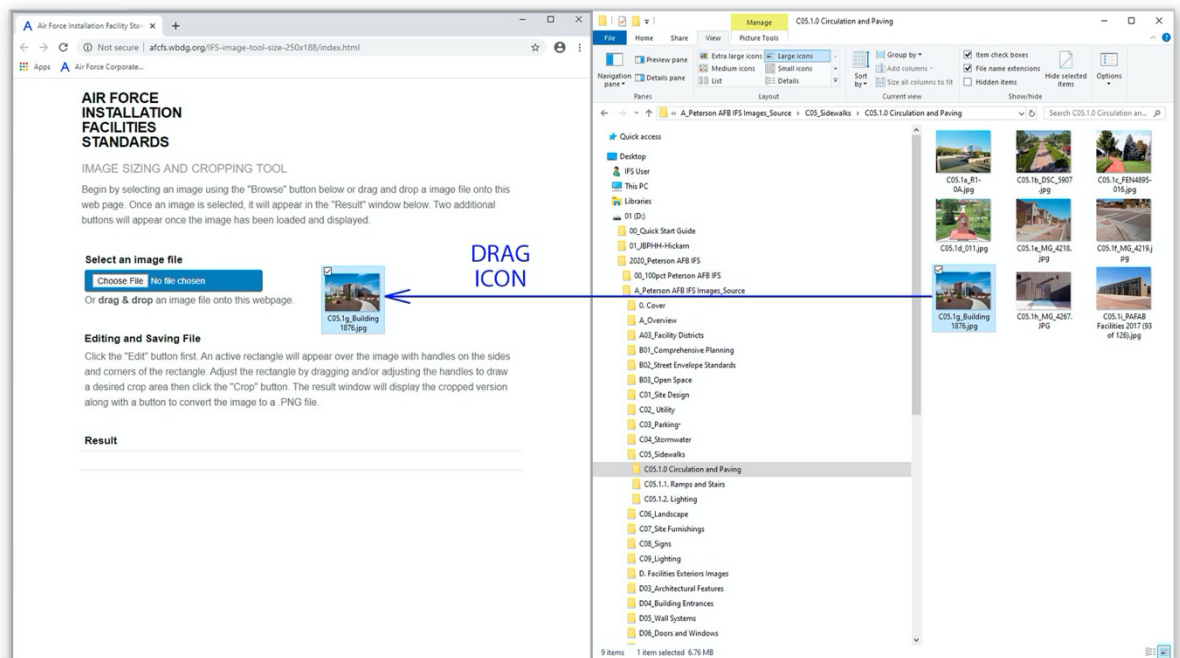 Air Force Installation Facility Stan
Not secure | afcfs.wbdg.org/IFS-image-tool-size-250x188/index.html
Apps
Air Force Corporate...
AIR FORCE
INSTALLATION
FACILITIES
STANDARDS
IMAGE SIZING AND CROPPING TOOL
Begin by selecting an image using the "Browse" button below or drag and drop a image file onto this
web page. Once an image is selected, it will appear in the "Result" window below. Two additional
buttons will appear once the image has been loaded and displayed.
Select an image file
Choose File No file chosen
Or drag & drop an image file onto this webpage.
C05.1g_Building
1876.jpg
DRAG
ICON
Editing and Saving File
Click the "Edit" button first. An active rectangle will appear over the image with handles on the sides
and corners of the rectangle. Adjust the rectangle by dragging and/or adjusting the handles to draw
a desired crop area then click the "Crop" button. The result window will display the cropped version
along with a button to convert the image to a .PNG file.
Result
Manage
C05.1.0 Circulation and Paving
File Home Share View Picture Tools
Navigation
pane
Preview pane
Details pane
Panes
Extra large icons
Large icons
Medium icons
Small icons
List
Details
Layout
Sort
by
Group by
Add columns
Size all columns to fit
Current view
Item check boxes
File name extensions
Hidden items
Hide selected
items
Show/hide
Options
« A_Peterson AFB IFS Images_Source › C05_Sidewalks › C05.1.0 Circulation and Paving
Search C05.1.0 Circulation an...
Quick access
Desktop
IFS User
This PC
Libraries
01 (D:)
00_Quick Start Guide
01_JBPHH-Hickam
2020_Peterson AFB IFS
00_100pct Peterson AFB IFS
A_Peterson AFB IFS Images_Source
0. Cover
A_Overview
A03_Facility Districts
B01_Comprehensive Planning
B02_Street Envelope Standards
B03_Open Space
C01_Site Design
C02_ Utility
C03_Parking
C04_Stormwater
C05_Sidewalks
C05.1.0 Circulation and Paving
C05.1.1. Ramps and Stairs
C05.1.2. Lighting
C06_Landscape
C07_Site Furnishings
C08_Signs
C09_Lighting
D. Facilities Exteriors Images
D03_Architectural Features
D04_Building Entrances
D05_Wall Systems
D06_Doors and Windows
C05.1a_R1-
0A.jpg
C05.1b_DSC_5907
.jpg
C05.1c_FEN4895-
016.jpg
C05.1d_011.jpg
C05.1e_MG_4218.
jpg
C05.1f_MG_4219.j
pg
C05.1g_Building
1876.jpg
C05.1h_MG_4267.
JPG
C05.1i_PAFAB
Facilities 2017 (93
of 126).jpg
9 items 1 item selected 6.76 MB